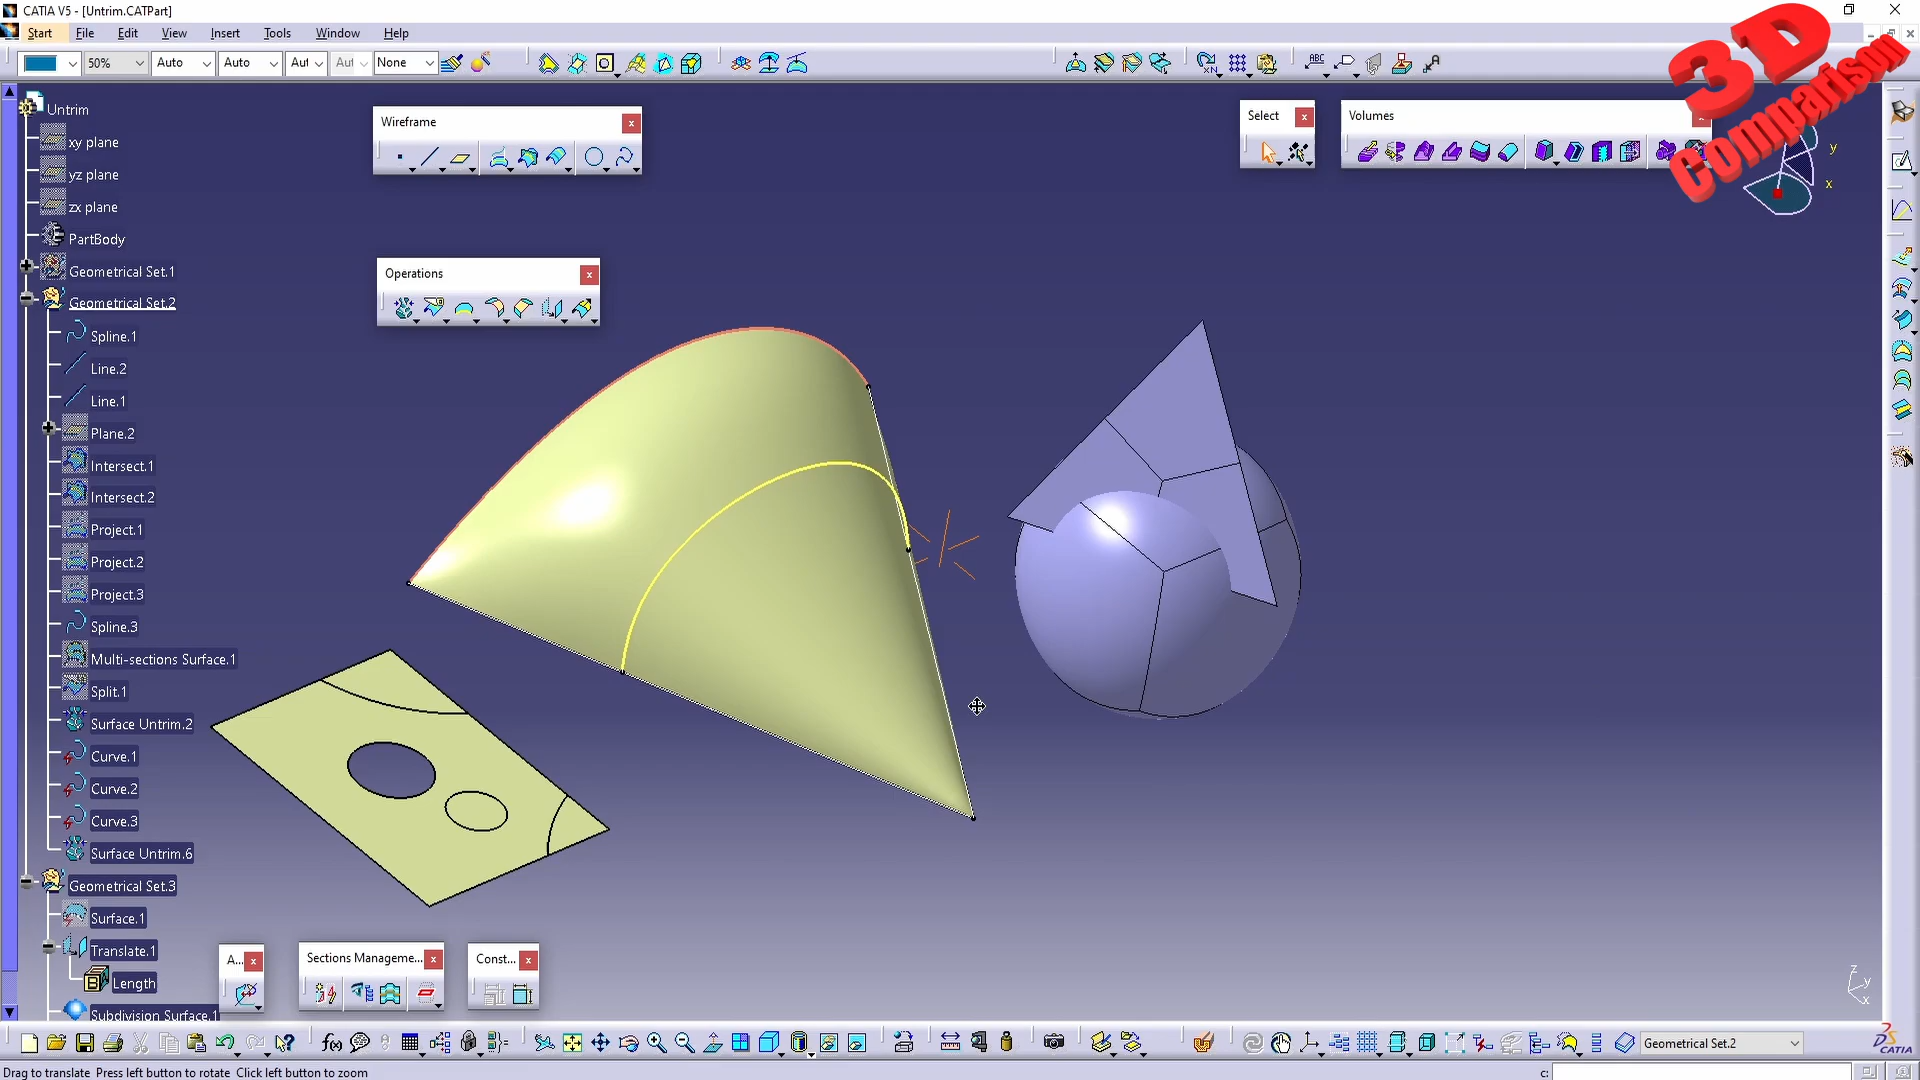 CATIA V5 - [Untrim.CATPart]
Start File Edit View Insert Tools Window Help
50% Auto Auto Aut Aut None
ABC
3D
Comparison
Untrim
xy plane
yz plane
zx plane
PartBody
Geometrical Set.1
Geometrical Set.2
Spline.1
Line.2
Line.1
Plane.2
Intersect.1
Intersect.2
Project.1
Project.2
Project.3
Spline.3
Multi-sections Surface.1
Split.1
Surface Untrim.2
Curve.1
Curve.2
Curve.3
Surface Untrim.6
Geometrical Set.3
Surface.1
Translate.1
Length
Subdivision Surface.1
Wireframe
Operations
Select
Volumes
y
x
A...
Sections Manageme...
Const...
z
y
x
f(x)
Geometrical Set.2
CATIA
Drag to translate Press left button to rotate Click left button to zoom
c: